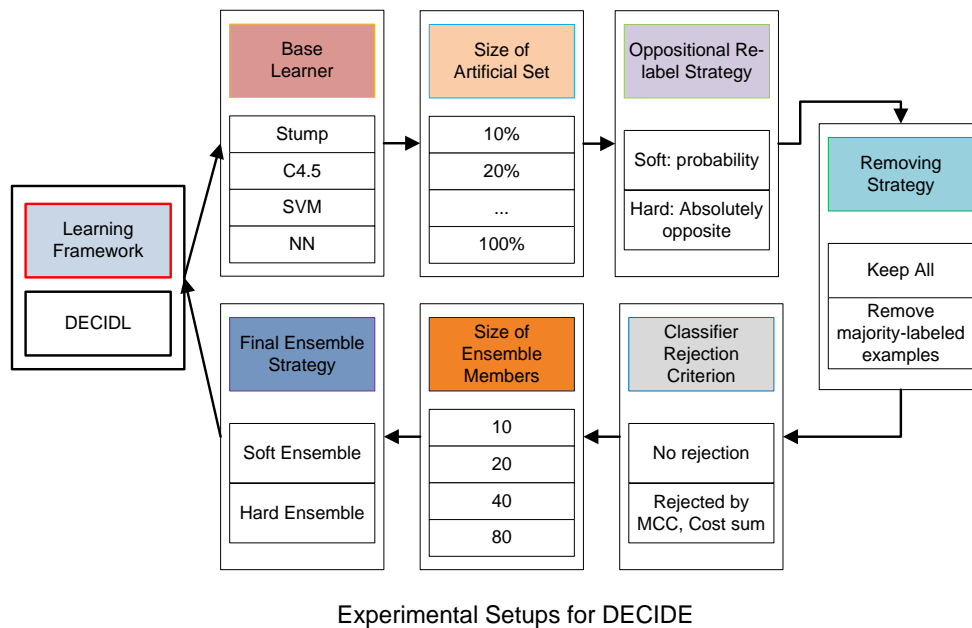 Learning
Framework
DECIDL
Base
Learner
Stump
C4.5
SVM
NN
Size of
Artificial Set
10%
20%
...
100%
Oppositional Re-
label Strategy
Soft: probability
Hard: Absolutely
opposite
Removing
Strategy
Keep All
Remove
majority-labeled
examples
Classifier
Rejection
Criterion
No rejection
Rejected by
MCC, Cost sum
Size of
Ensemble
Members
10
20
40
80
Final Ensemble
Strategy
Soft Ensemble
Hard Ensemble
Experimental Setups for DECIDE